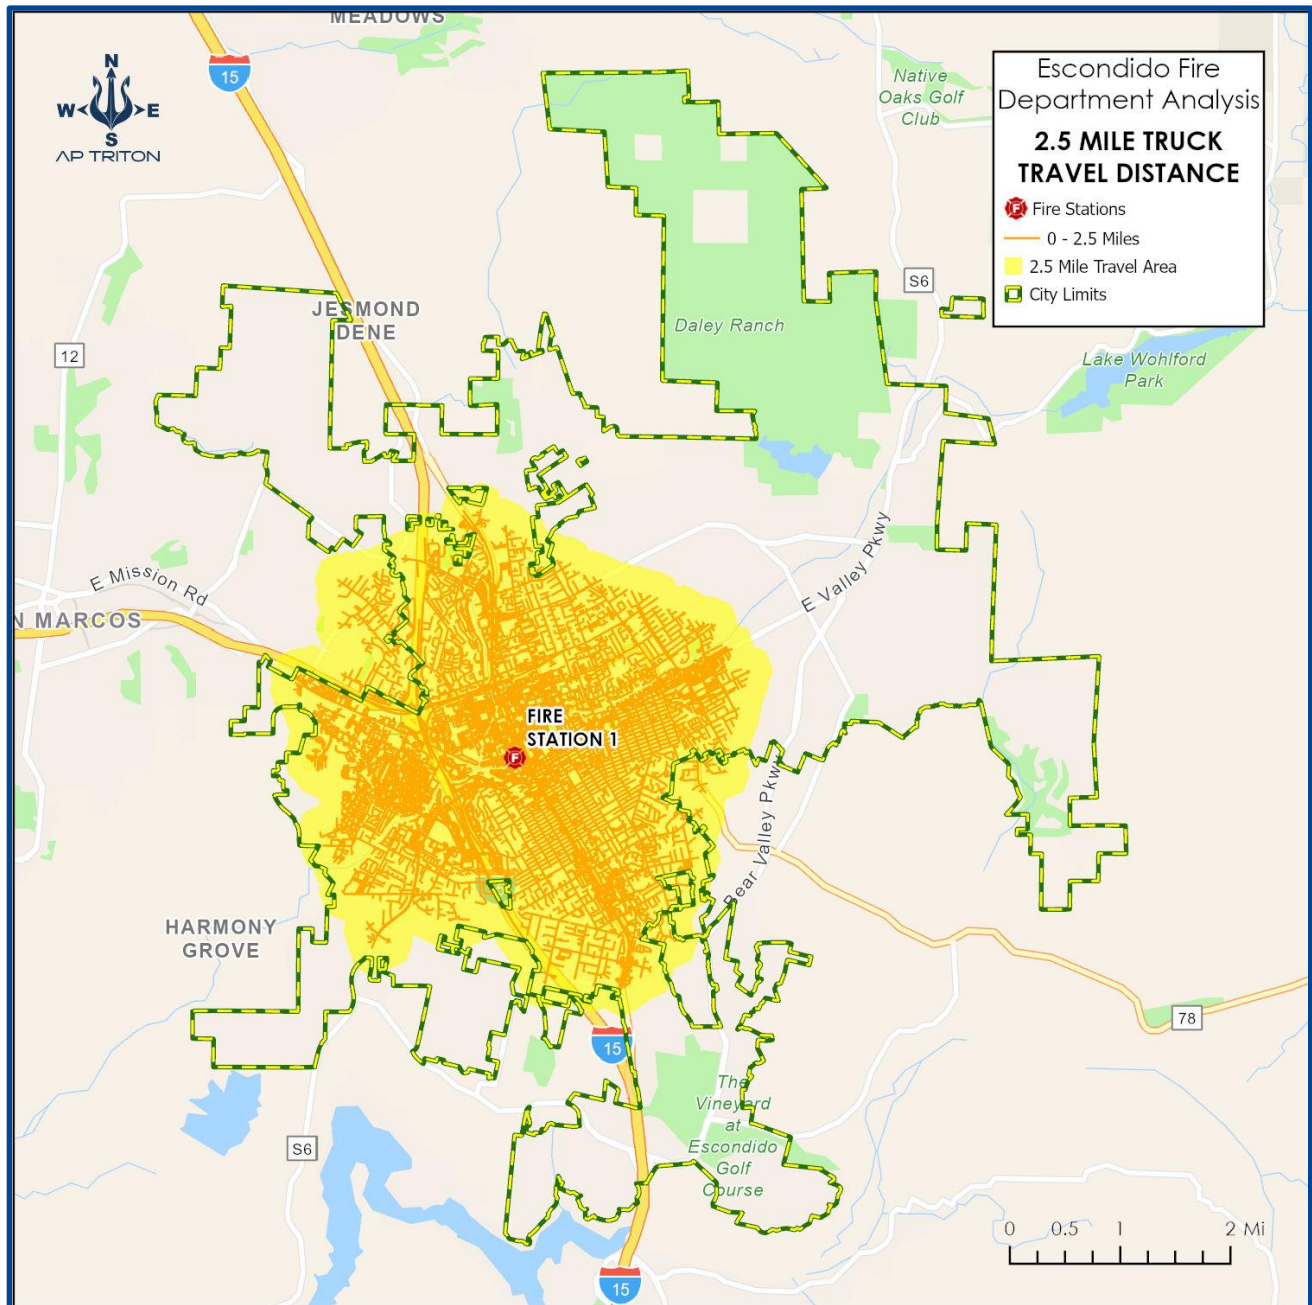 MEADOWS
15
N
W
E
S
AP TRITON
Escondido Fire
Department Analysis
2.5 MILE TRUCK
TRAVEL DISTANCE
F
Fire Stations
0 - 2.5 Miles
2.5 Mile Travel Area
City Limits
Native
Oaks Golf
Club
S6
JESMOND
DENE
Daley Ranch
12
Lake Wohlford
Park
E Valley Pkwy
E Mission Rd
N MARCOS
FIRE
STATION 1
F
Bear Valley Pkwy
HARMONY
GROVE
78
15
The
Vineyard
at
Escondido
Golf
Course
S6
0 0.5 1 2 Mi
15